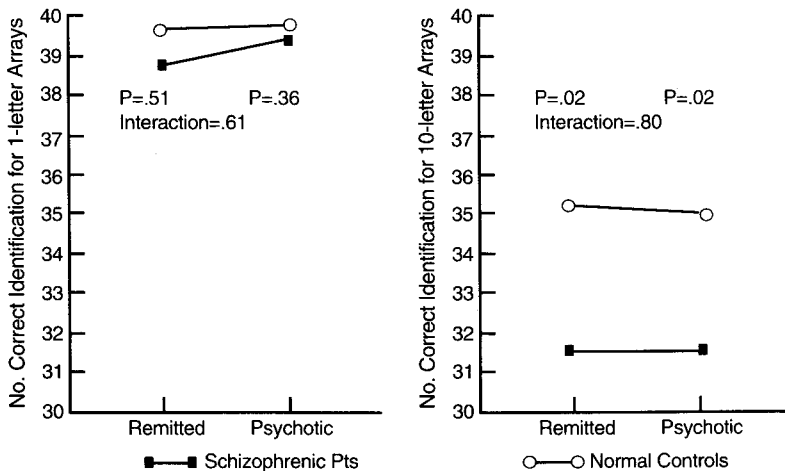 No. Correct Identification for 1-letter Arrays
40
39
38
37
36
35
34
33
32
31
30
P=.51 P=.36
Interaction=.61
Remitted Psychotic
No. Correct Identification for 10-letter Arrays
40
39
38
37
36
35
34
33
32
31
30
P=.02 P=.02
Interaction=.80
Remitted Psychotic
Schizophrenic Pts
Normal Controls